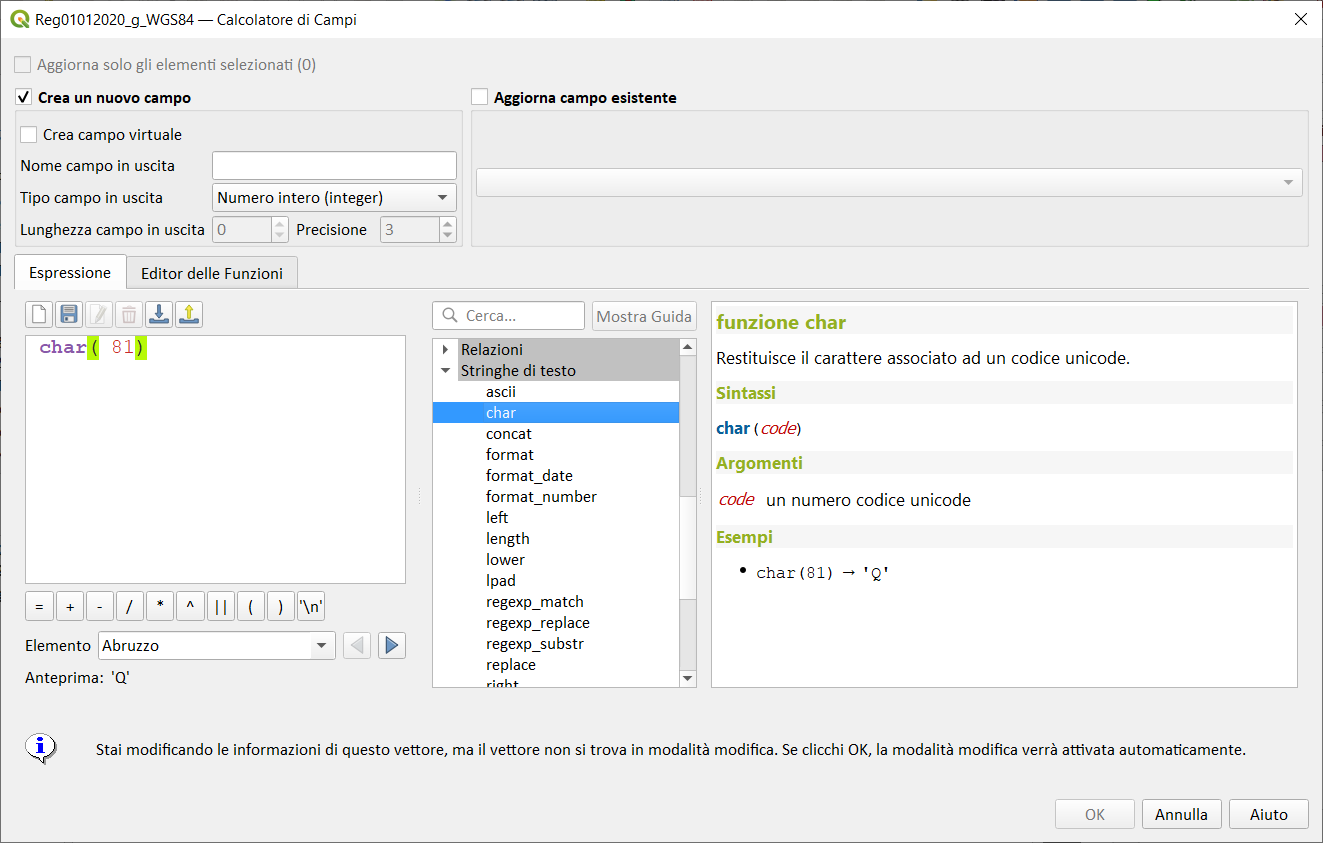 Reg01012020_g_WGS84 — Calcolatore di Campi
Aggiorna solo gli elementi selezionati (0)
Crea un nuovo campo
Aggiorna campo esistente
Crea campo virtuale
Nome campo in uscita
Tipo campo in uscita Numero intero (integer)
Lunghezza campo in uscita 0 Precisione 3
Espressione Editor delle Funzioni
Cerca... Mostra Guida
char( 81)
= + - / * ^ || ( ) '\n'
Elemento Abruzzo
Anteprima: 'Q'
Relazioni
Stringhe di testo
ascii
char
concat
format
format_date
format_number
left
length
lower
lpad
regexp_match
regexp_replace
regexp_substr
replace
right
funzione char
Restituisce il carattere associato ad un codice unicode.
Sintassi
char (code)
Argomenti
code un numero codice unicode
Esempi
• char(81) → 'Q'
Stai modificando le informazioni di questo vettore, ma il vettore non si trova in modalità modifica. Se clicchi OK, la modalità modifica verrà attivata automaticamente.
OK Annulla Aiuto